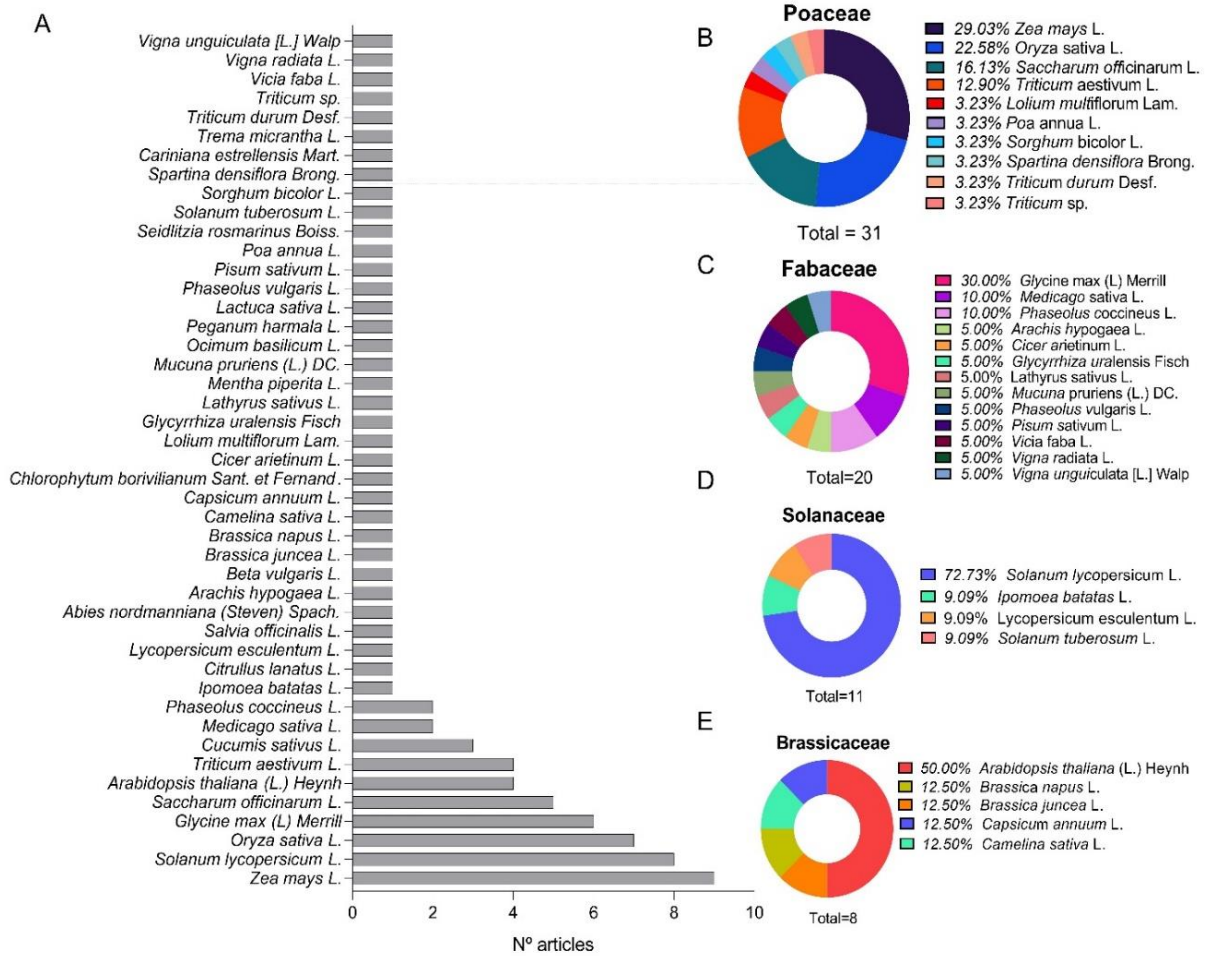 A
Vigna unguiculata [L.] Walp
Vigna radiata L.
Vicia faba L.
Triticum sp.
Triticum durum Desf.
Trema micrantha L.
Cariniana estrellensis Mart.
Spartina densiflora Brong.
Sorghum bicolor L.
Solanum tuberosum L.
Seidlitzia rosmarinus Boiss.
Poa annua L.
Pisum sativum L.
Phaseolus vulgaris L.
Lactuca sativa L.
Peganum harmala L.
Ocimum basilicum L.
Mucuna pruriens (L.) DC.
Mentha piperita L.
Lathyrus sativus L.
Glycyrrhiza uralensis Fisch
Lolium multiflorum Lam.
Cicer arietinum L.
Chlorophytum borivilianum Sant. et Fernand.
Capsicum annuum L.
Camelina sativa L.
Brassica napus L.
Brassica juncea L.
Beta vulgaris L.
Arachis hypogaea L.
Abies nordmanniana (Steven) Spach.
Salvia officinalis L.
Lycopersicum esculentum L.
Citrullus lanatus L.
Ipomoea batatas L.
Phaseolus coccineus L.
Medicago sativa L.
Cucumis sativus L.
Triticum aestivum L.
Arabidopsis thaliana (L.) Heynh
Saccharum officinarum L.
Glycine max (L) Merrill
Oryza sativa L.
Solanum lycopersicum L.
Zea mays L.
0 2 4 6 8 10
Nº articles
B
Poaceae
29.03% Zea mays L.
22.58% Oryza sativa L.
16.13% Saccharum officinarum L.
12.90% Triticum aestivum L.
3.23% Lolium multiflorum Lam.
3.23% Poa annua L.
3.23% Sorghum bicolor L.
3.23% Spartina densiflora Brong.
3.23% Triticum durum Desf.
3.23% Triticum sp.
Total = 31
C
Fabaceae
30.00% Glycine max (L) Merrill
10.00% Medicago sativa L.
10.00% Phaseolus coccineus L.
5.00% Arachis hypogaea L.
5.00% Cicer arietinum L.
5.00% Glycyrrhiza uralensis Fisch
5.00% Lathyrus sativus L.
5.00% Mucuna pruriens (L.) DC.
5.00% Phaseolus vulgaris L.
5.00% Pisum sativum L.
5.00% Vicia faba L.
5.00% Vigna radiata L.
5.00% Vigna unguiculata [L.] Walp
Total=20
D
Solanaceae
72.73% Solanum lycopersicum L.
9.09% Ipomoea batatas L.
9.09% Lycopersicum esculentum L.
9.09% Solanum tuberosum L.
Total=11
E
Brassicaceae
50.00% Arabidopsis thaliana (L.) Heynh
12.50% Brassica napus L.
12.50% Brassica juncea L.
12.50% Capsicum annuum L.
12.50% Camelina sativa L.
Total=8